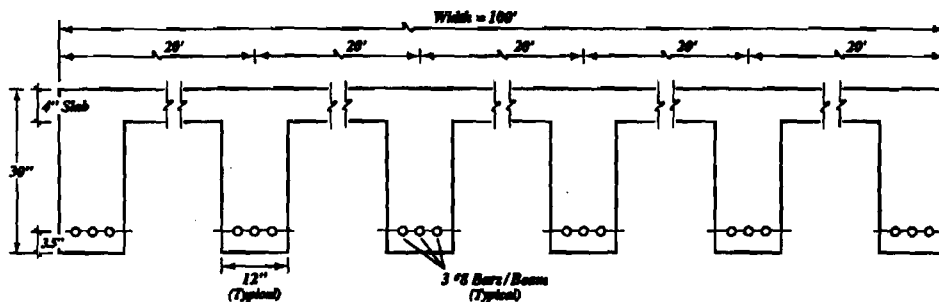 Width = 100'
20' 20' 20' 20' 20'
4" Slab
30"
3.5"
12"
(Typical)
3 #8 Bars/Beam
(Typical)